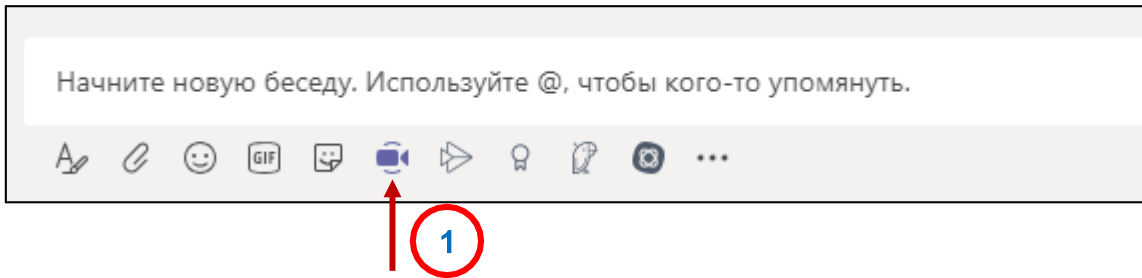 Начните новую беседу. Используйте @, чтобы кого-то упомянуть.
GIF
1